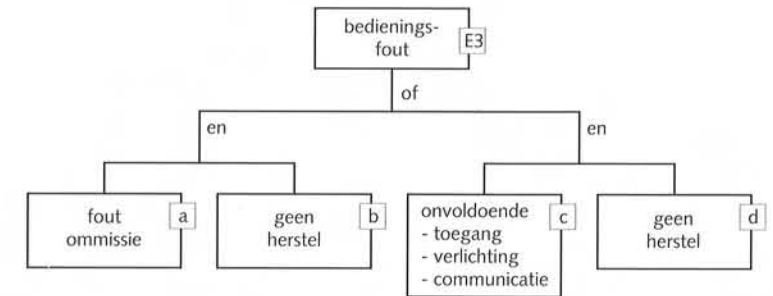 bedienings-
fout
E3
of
en
en
fout
ommissie
a
geen
herstel
b
onvoldoende
- toegang
- verlichting
- communicatie
c
geen
herstel
d